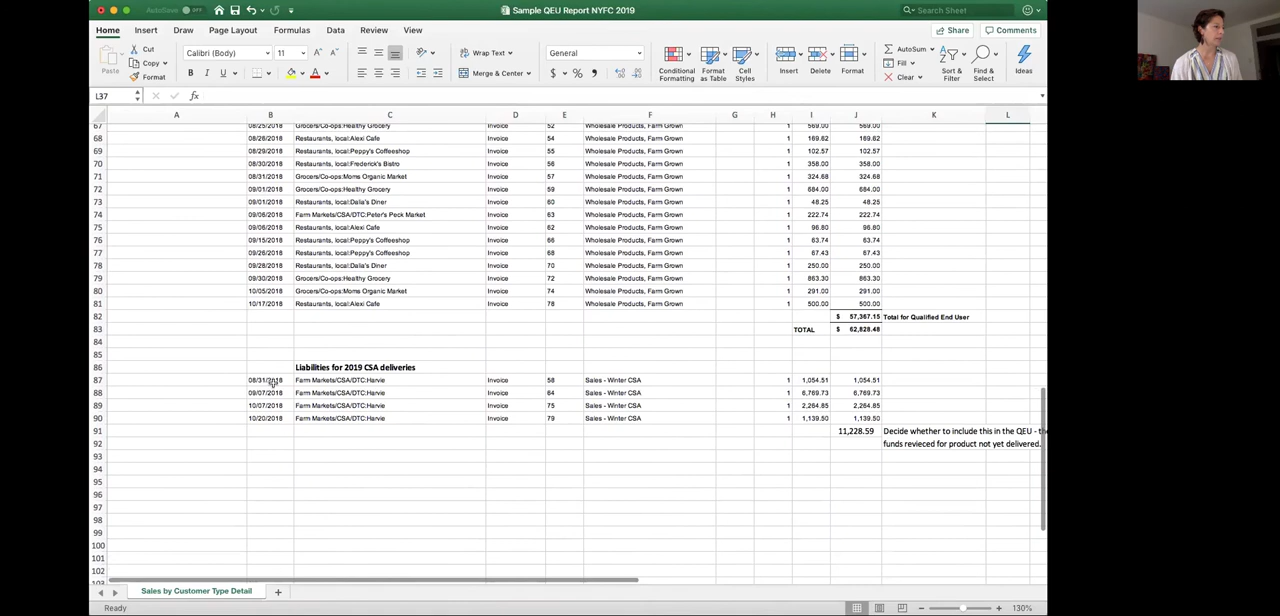 AutoSave OFF Sample QEU Report NYFC 2019 Search Sheet
Home Insert Draw Page Layout Formulas Data Review View Share Comments
Paste Cut Copy Format Calibri (Body) 11 Wrap Text Merge & Center General Conditional Formatting Format as Table Cell Styles Insert Delete Format AutoSum Fill Clear Sort & Filter Find & Select Ideas
L37 fx
A B C D E F G H I J K L
67 08/25/2018 Grocers/Co-ops:Healthy Grocery Invoice 52 Wholesale Products, Farm Grown 1 569.00 569.00
68 08/26/2018 Restaurants, local:Alexi Cafe Invoice 54 Wholesale Products, Farm Grown 1 169.62 169.62
69 08/29/2018 Restaurants, local:Peppy's Coffeeshop Invoice 55 Wholesale Products, Farm Grown 1 102.57 102.57
70 08/30/2018 Restaurants, local:Frederick's Bistro Invoice 56 Wholesale Products, Farm Grown 1 358.00 358.00
71 08/31/2018 Grocers/Co-ops:Moms Organic Market Invoice 57 Wholesale Products, Farm Grown 1 324.68 324.68
72 09/01/2018 Grocers/Co-ops:Healthy Grocery Invoice 59 Wholesale Products, Farm Grown 1 684.00 684.00
73 09/01/2018 Restaurants, local:Dalia's Diner Invoice 60 Wholesale Products, Farm Grown 1 48.25 48.25
74 09/06/2018 Farm Markets/CSA/DTC:Peter's Peck Market Invoice 63 Wholesale Products, Farm Grown 1 222.74 222.74
75 09/06/2018 Restaurants, local:Alexi Cafe Invoice 62 Wholesale Products, Farm Grown 1 96.80 96.80
76 09/15/2018 Restaurants, local:Peppy's Coffeeshop Invoice 66 Wholesale Products, Farm Grown 1 63.74 63.74
77 09/26/2018 Restaurants, local:Peppy's Coffeeshop Invoice 68 Wholesale Products, Farm Grown 1 67.43 67.43
78 09/28/2018 Restaurants, local:Dalia's Diner Invoice 70 Wholesale Products, Farm Grown 1 250.00 250.00
79 09/30/2018 Grocers/Co-ops:Healthy Grocery Invoice 72 Wholesale Products, Farm Grown 1 863.30 863.30
80 10/05/2018 Grocers/Co-ops:Moms Organic Market Invoice 74 Wholesale Products, Farm Grown 1 291.00 291.00
81 10/17/2018 Restaurants, local:Alexi Cafe Invoice 78 Wholesale Products, Farm Grown 1 500.00 500.00
82 $ 57,367.15 Total for Qualified End User
83 TOTAL $ 62,828.48
84
85
86 Liabilities for 2019 CSA deliveries
87 08/31/2018 Farm Markets/CSA/DTC:Harvie Invoice 58 Sales - Winter CSA 1 1,054.51 1,054.51
88 09/07/2018 Farm Markets/CSA/DTC:Harvie Invoice 64 Sales - Winter CSA 1 6,769.73 6,769.73
89 10/07/2018 Farm Markets/CSA/DTC:Harvie Invoice 75 Sales - Winter CSA 1 2,264.85 2,264.85
90 10/20/2018 Farm Markets/CSA/DTC:Harvie Invoice 79 Sales - Winter CSA 1 1,139.50 1,139.50
91 11,228.59 Decide whether to include this in the QEU - the
92 funds revieced for product not yet delivered.
93
94
95
96
97
98
99
100
101
102
103
Sales by Customer Type Detail
Ready 130%